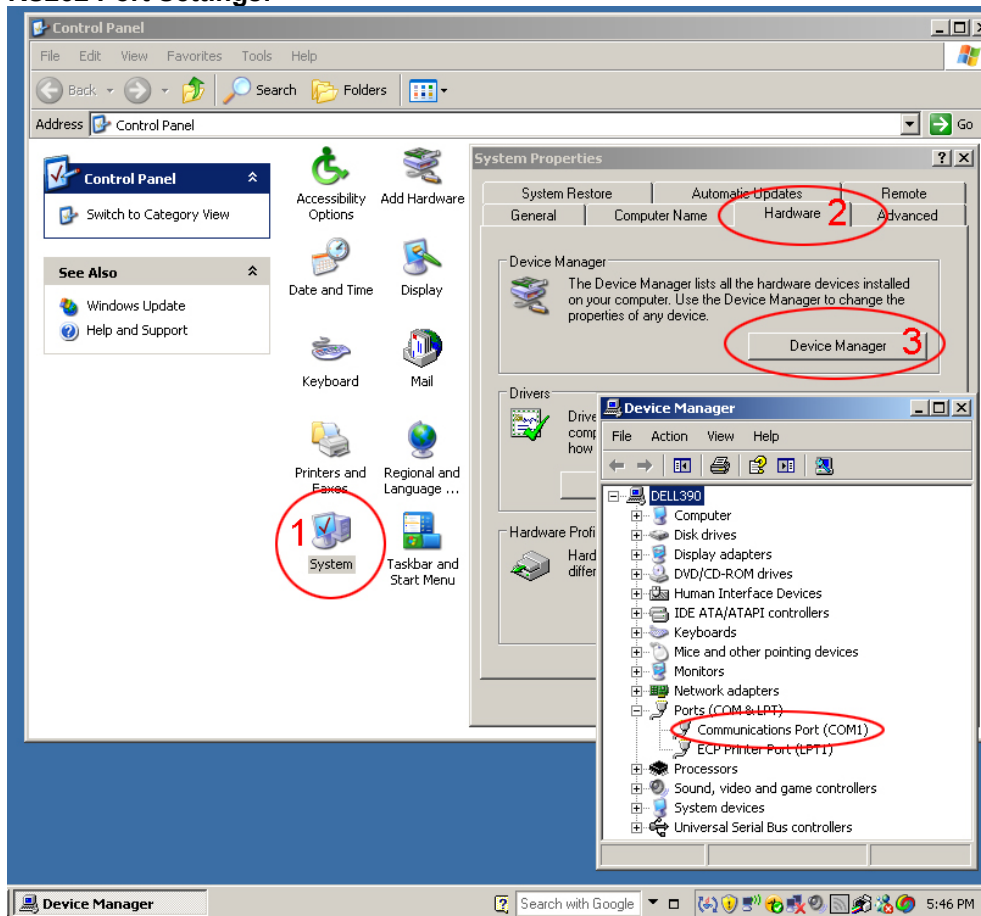 Control Panel
File Edit View Favorites Tools Help
Back Search Folders
Address Control Panel Go
Control Panel
Switch to Category View
See Also
Windows Update
Help and Support
Accessibility Options
Add Hardware
Date and Time
Display
Keyboard
Mail
Printers and Faxes
Regional and Language ...
1
System
Taskbar and Start Menu
System Properties
System Restore Automatic Updates Remote
General Computer Name Hardware 2 Advanced
Device Manager
The Device Manager lists all the hardware devices installed
on your computer. Use the Device Manager to change the
properties of any device.
Device Manager 3
Drivers
how
Hardware
Device Manager
File Action View Help
DELL390
Computer
Disk drives
Display adapters
DVD/CD-ROM drives
Human Interface Devices
IDE ATA/ATAPI controllers
Keyboards
Mice and other pointing devices
Monitors
Network adapters
Ports (COM & LPT)
Communications Port (COM1)
ECP Printer Port (LPT1)
Processors
Sound, video and game controllers
System devices
Universal Serial Bus controllers
Device Manager
Search with Google
5:46 PM